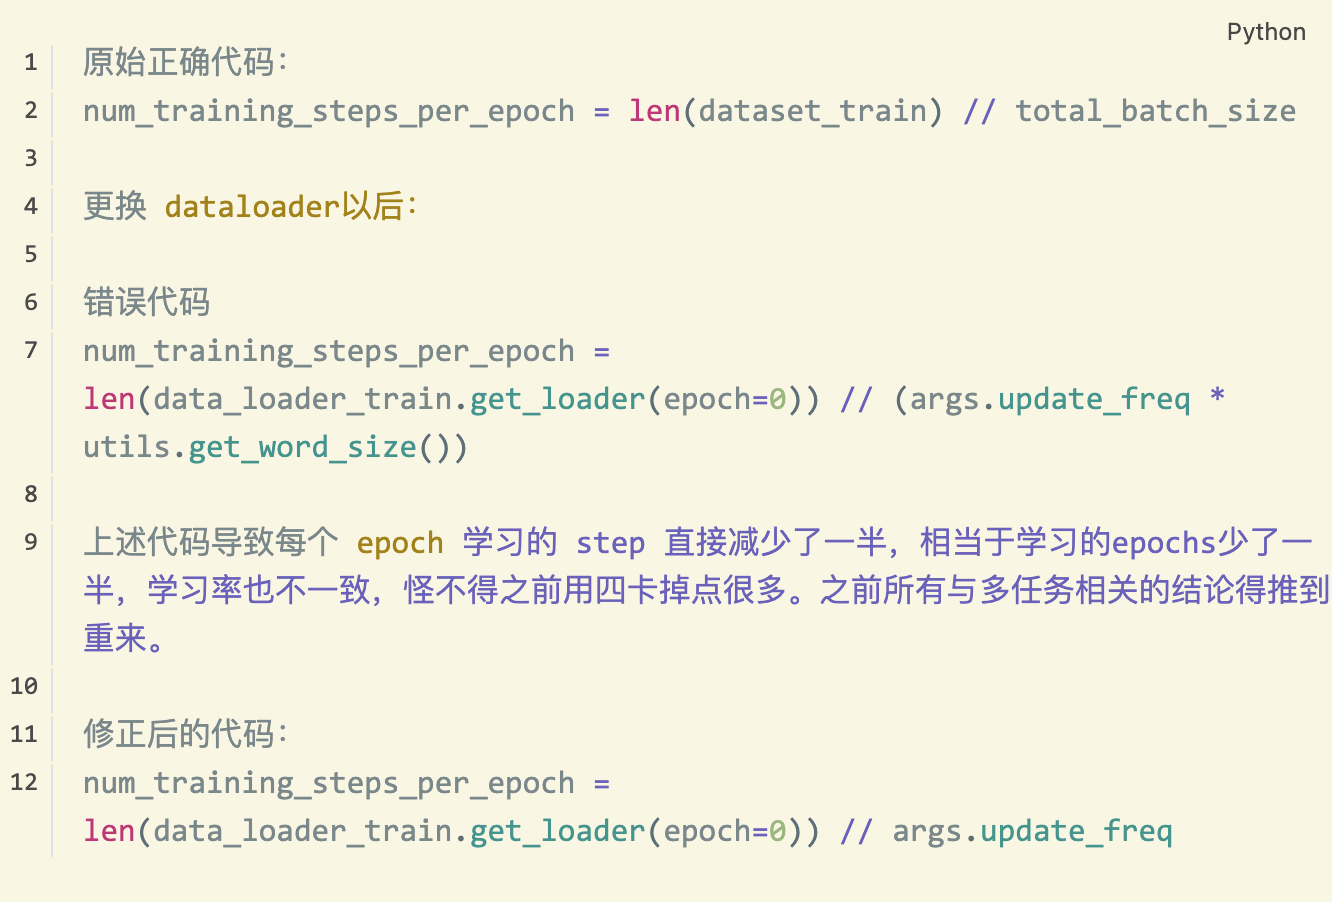 Python
1 原始正确代码：
2 num_training_steps_per_epoch = len(dataset_train) // total_batch_size
3
4 更换 dataloader以后：
5
6 错误代码
7 num_training_steps_per_epoch =
len(data_loader_train.get_loader(epoch=0)) // (args.update_freq *
utils.get_word_size())
8
9 上述代码导致每个 epoch 学习的 step 直接减少了一半，相当于学习的epochs少了一
半，学习率也不一致，怪不得之前用四卡掉点很多。之前所有与多任务相关的结论得推到
重来。
10
11 修正后的代码：
12 num_training_steps_per_epoch =
len(data_loader_train.get_loader(epoch=0)) // args.update_freq